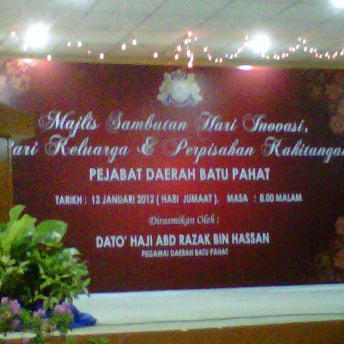 Majlis Sambutan Hari Inovasi,
ari Keluarga & Perpisahan Kakitangan
PEJABAT DAERAH BATU PAHAT
TARIKH : 13 JANUARI 2012 ( HARI JUMAAT ). MASA : 8.00 MALAM
Dirasmikan Oleh :
DATO' HAJI ABD RAZAK BIN HASSAN
PEGAWAI DAERAH BATU PAHAT